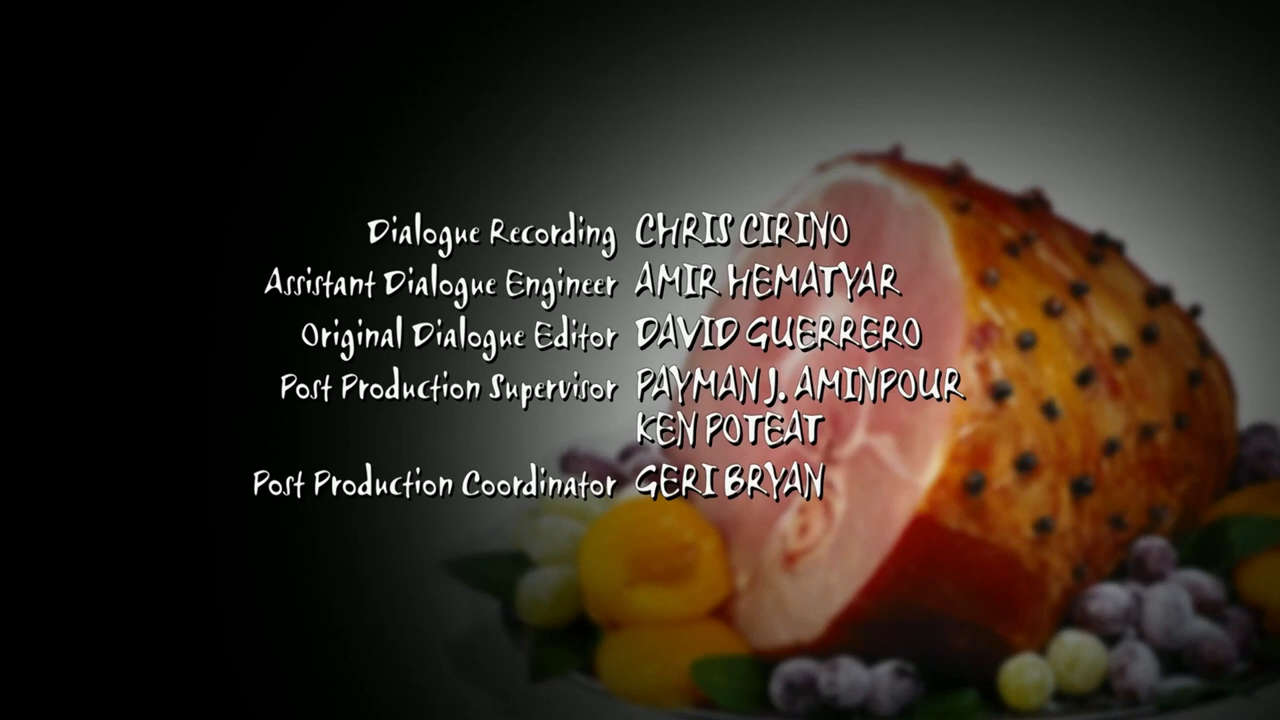 Dialogue Recording CHRIS CIRINO
Assistant Dialogue Engineer AMIR HEMATYAR
Original Dialogue Editor DAVID GUERRERO
Post Production Supervisor PAYMAN J. AMINPOUR
KEN POTEAT
Post Production Coordinator GERI BRYAN